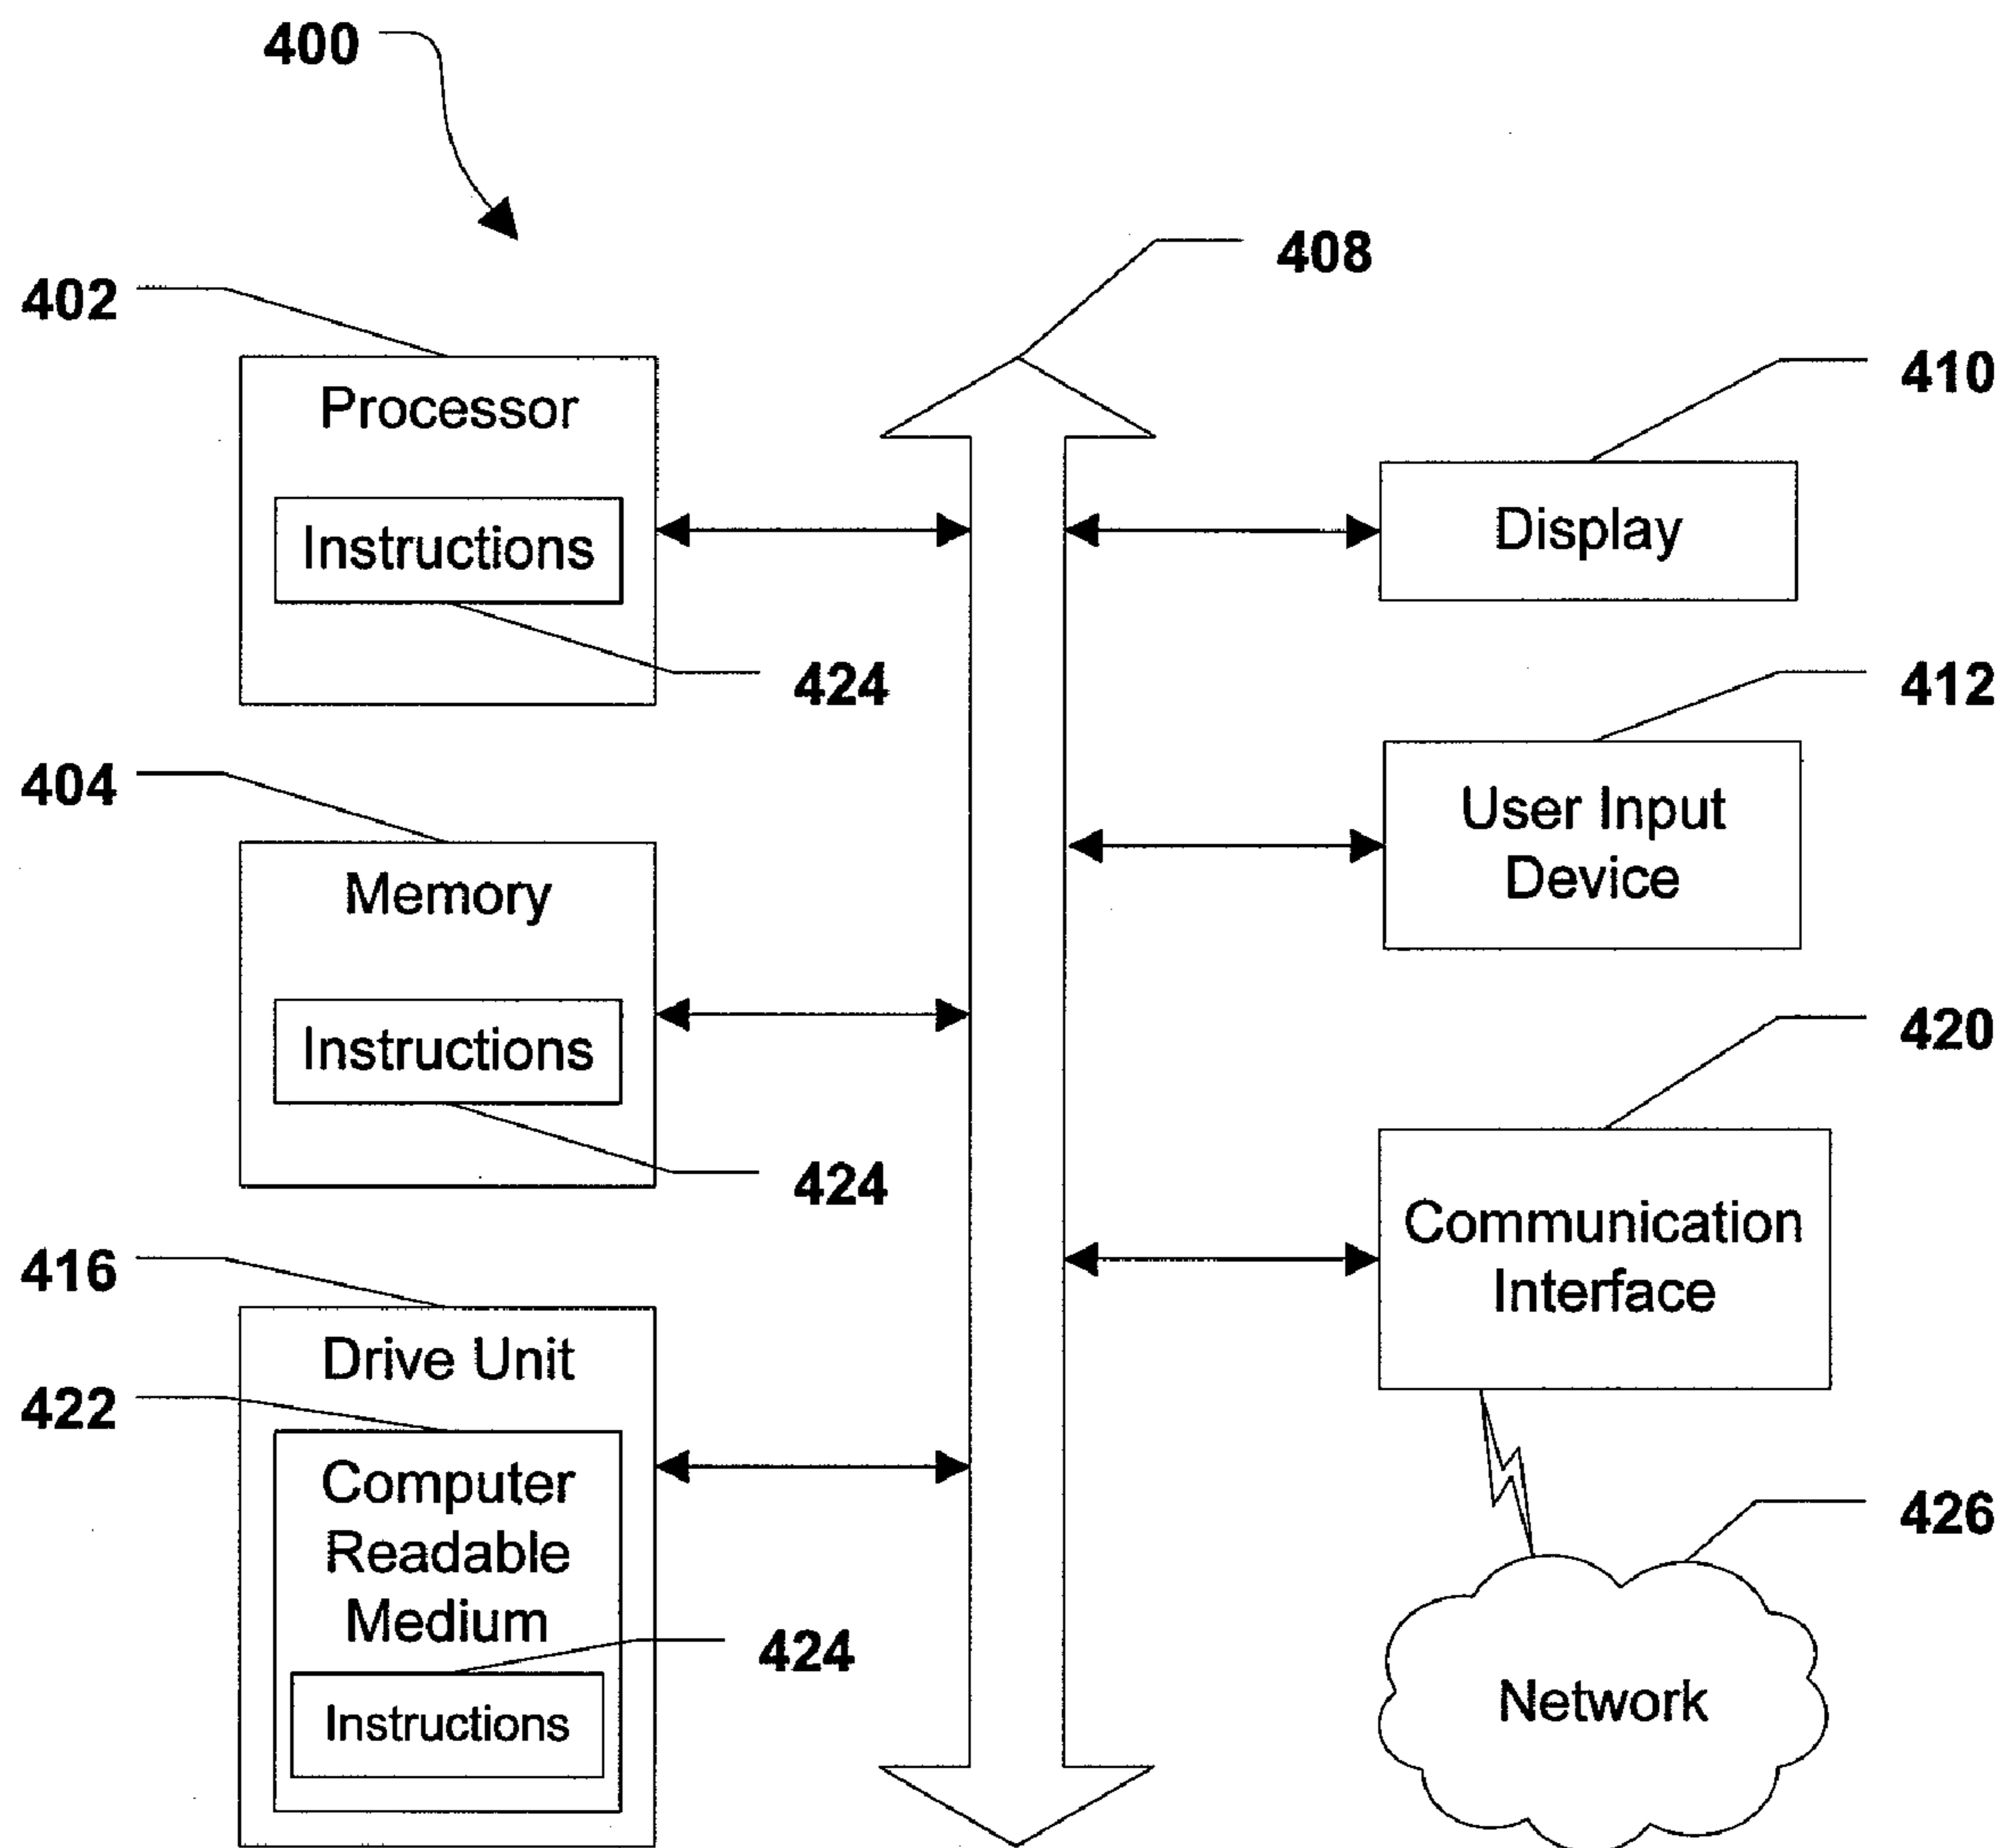 400
408
402
Processor
410
Instructions
Display
424
412
404
User Input
Device
Memory
420
Instructions
424
Communication
Interface
416
Drive Unit
422
Computer
Readable
Medium
426
424
Instructions
Network